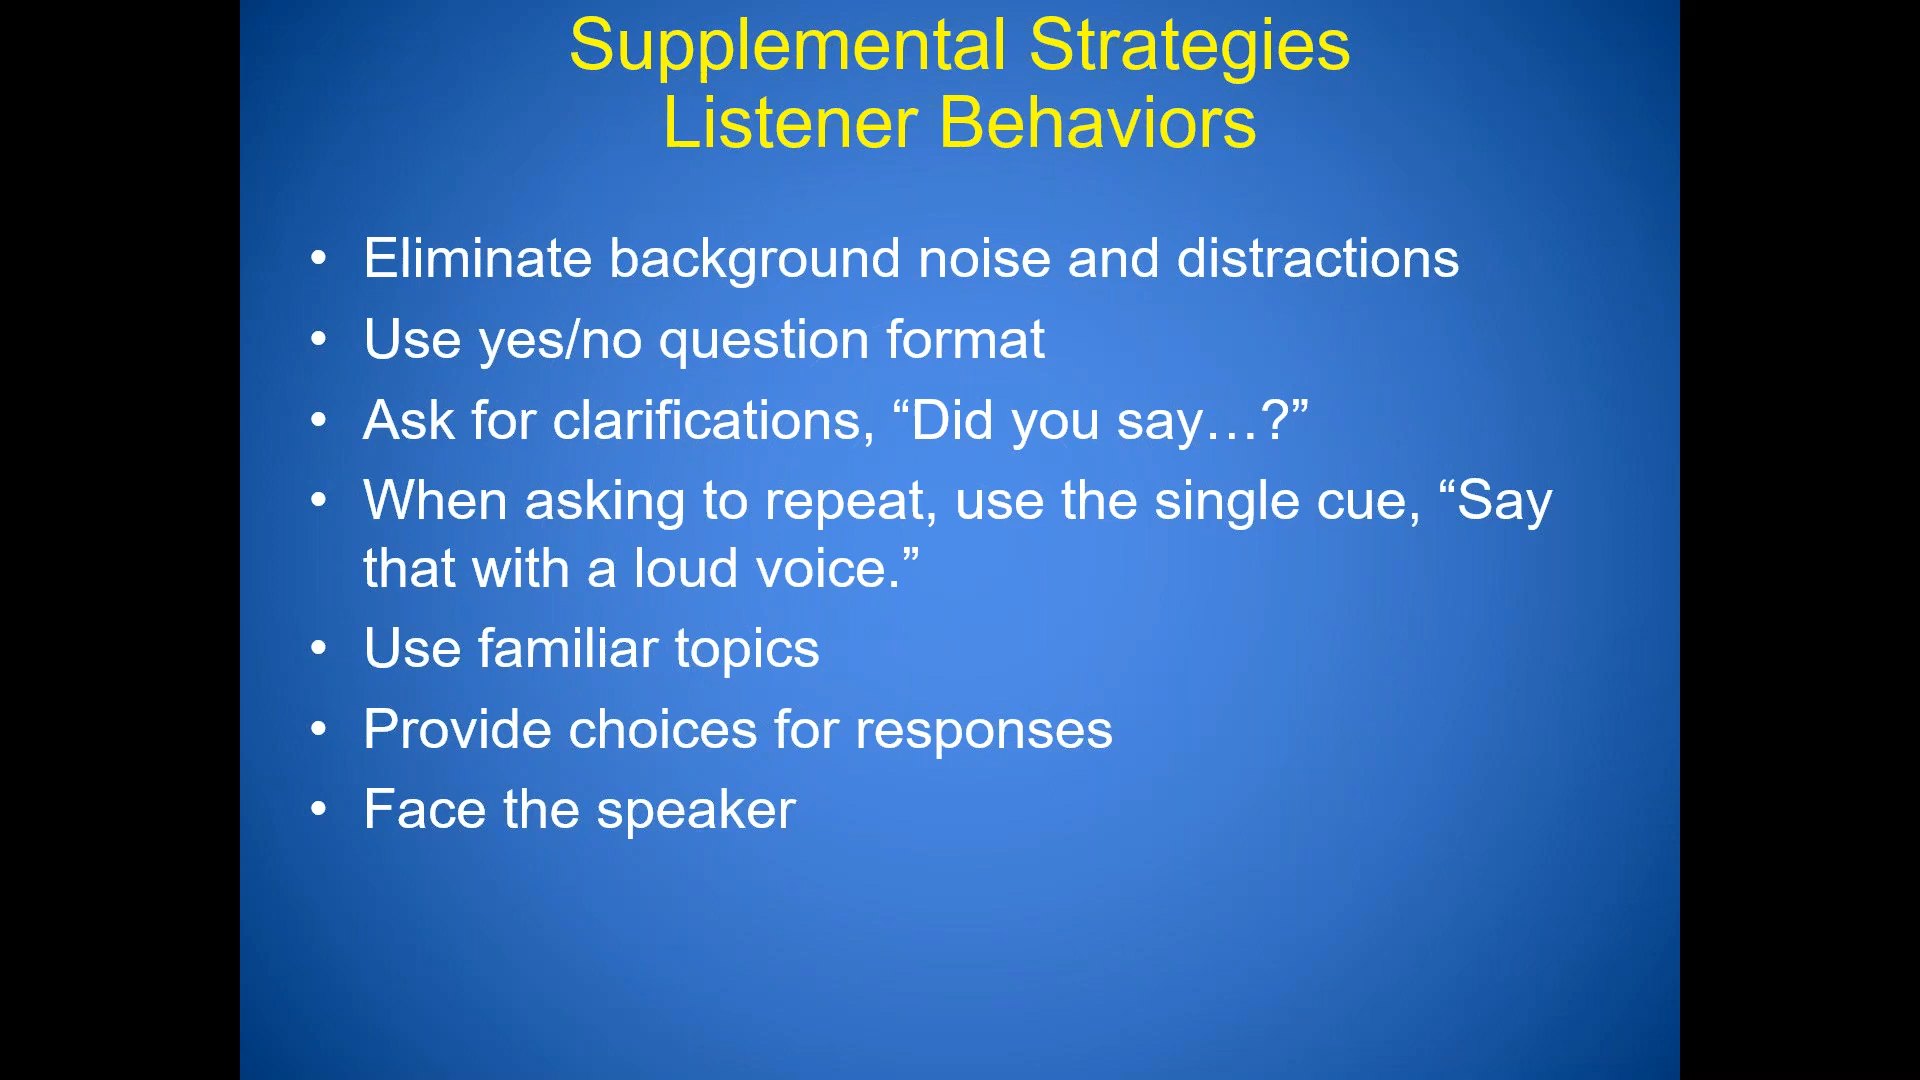 Supplemental Strategies
Listener Behaviors
• Eliminate background noise and distractions
• Use yes/no question format
• Ask for clarifications, “Did you say…?”
• When asking to repeat, use the single cue, “Say
that with a loud voice.”
• Use familiar topics
• Provide choices for responses
• Face the speaker